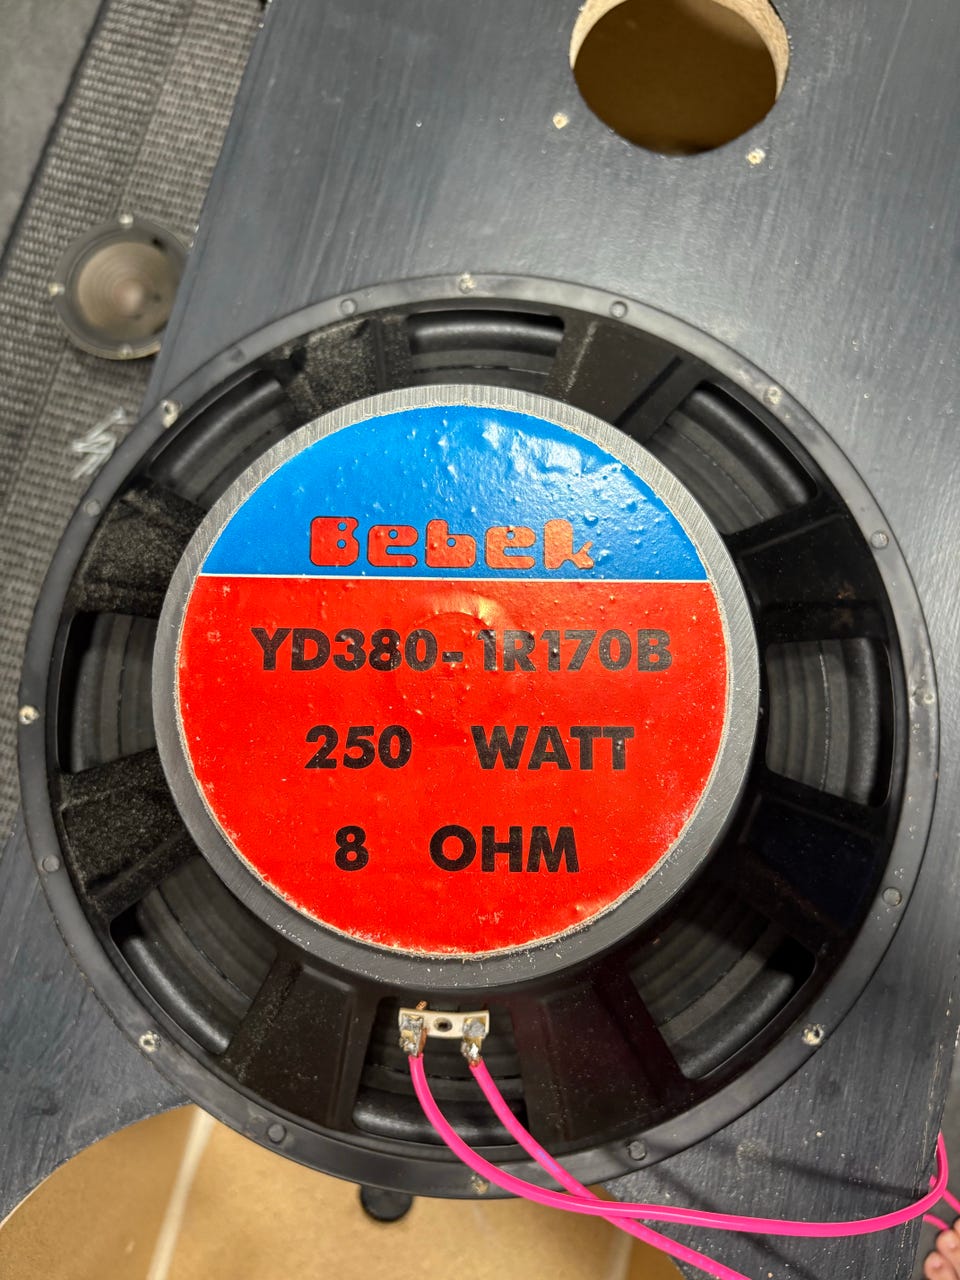 Bebek
YD380-1R170B
250 WATT
8 OHM